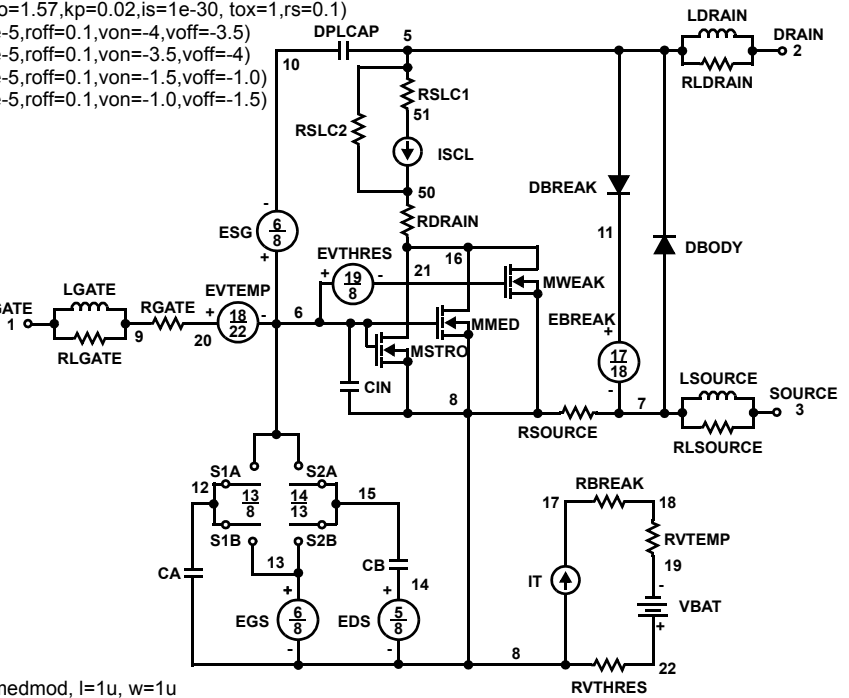 o=1.57,kp=0.02,is=1e-30, tox=1,rs=0.1)
e-5,roff=0.1,von=-4,voff=-3.5)
e-5,roff=0.1,von=-3.5,voff=-4)
e-5,roff=0.1,von=-1.5,voff=-1.0)
e-5,roff=0.1,von=-1.0,voff=-1.5)
LDRAIN
DPLCAP 5 DRAIN
10 2
RSLC1 RLDRAIN
51
RSLC2
ISCL
50 DBREAK
RDRAIN
- 11
ESG 6 8 +
EVTHRES 16 DBODY
+ 19 8 - 21
MWEAK
LGATE EVTEMP
GATE RGATE + 18 22 - 6 MMED EBREAK
1 9 20 +
RLGATE MSTRO 17 18
CIN - LSOURCE
8 7 SOURCE
3
RSOURCE
RLSOURCE
S1A S2A
12 13 8 14 13 15 RBREAK
17 18
S1B S2B
RVTEMP
CA 13 CB 19
14 IT -
+ + VBAT
EGS 6 8 EDS 5 8 +
- - 8 22
RVTHRES
medmod, l=1u, w=1u